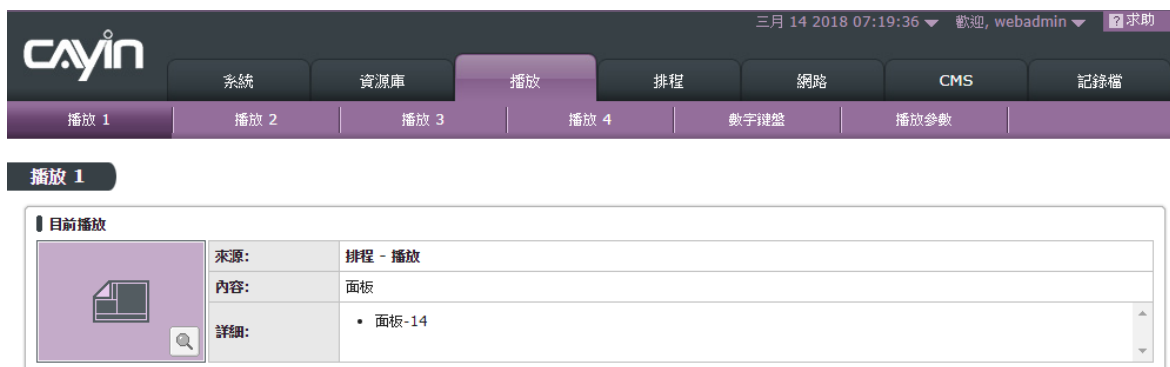 三月 14 2018 07:19:36 歡迎, webadmin ?求助
CAYIN
系統 資源庫 播放 排程 網路 CMS 記錄檔
播放 1 播放 2 播放 3 播放 4 數字鍵盤 播放參數
播放 1
目前播放
來源: 排程 - 播放
內容: 面板
詳細: • 面板-14